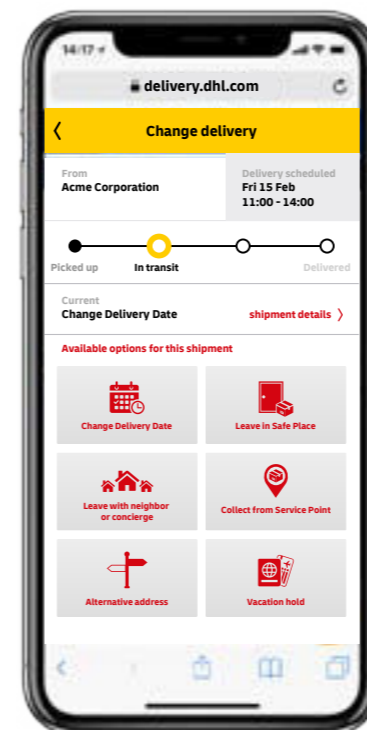 14:17
delivery.dhl.com
Change delivery
From
Acme Corporation
Delivery scheduled
Fri 15 Feb
11:00 - 14:00
Picked up
In transit
Delivered
Current
Change Delivery Date
shipment details
Available options for this shipment
Change Delivery Date
Leave in Safe Place
Leave with neighbor
or concierge
Collect from Service Point
Alternative address
Vacation hold